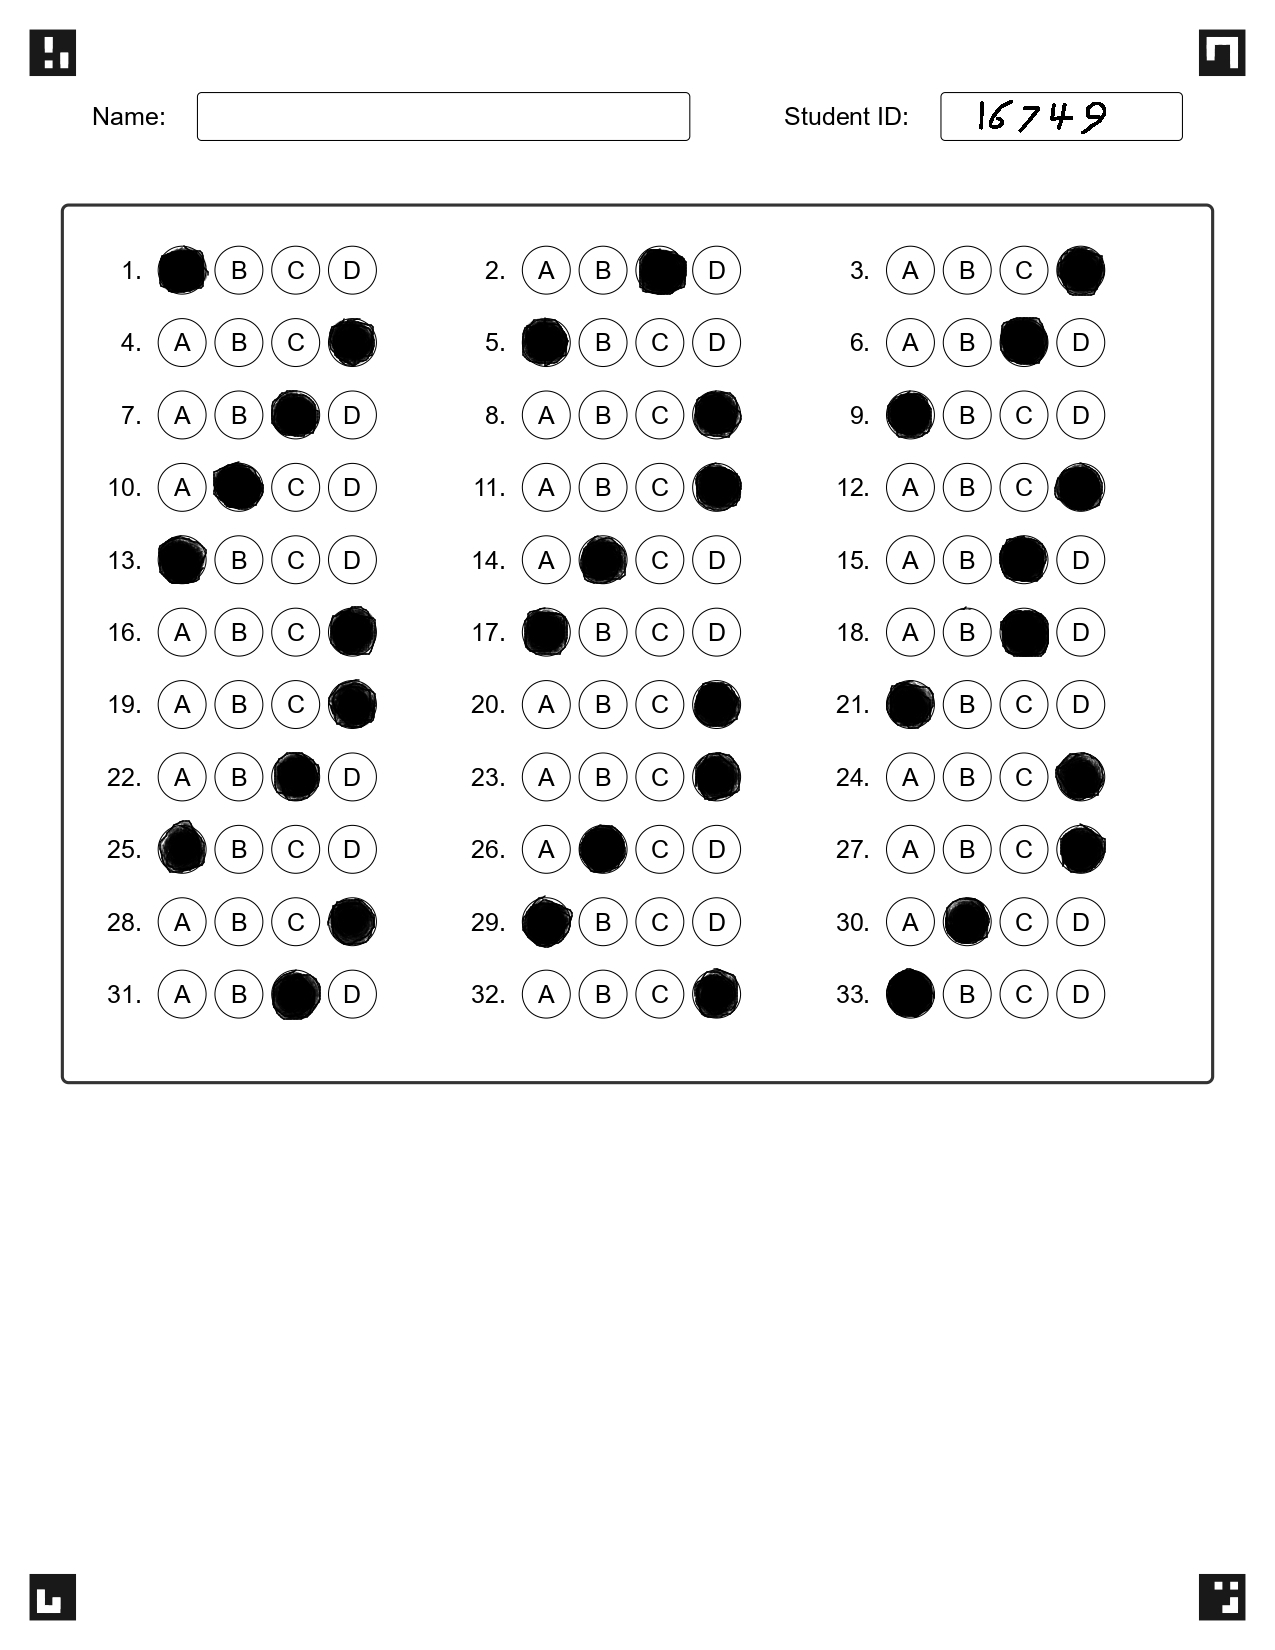 Name: Student ID: 16749
1. B C D 2. A B D 3. A B C
4. A B C 5. B C D 6. A B D
7. A B D 8. A B C 9. B C D
10. A C D 11. A B C 12. A B C
13. B C D 14. A C D 15. A B D
16. A B C 17. B C D 18. A B D
19. A B C 20. A B C 21. B C D
22. A B D 23. A B C 24. A B C
25. B C D 26. A C D 27. A B C
28. A B C 29. B C D 30. A C D
31. A B D 32. A B C 33. B C D